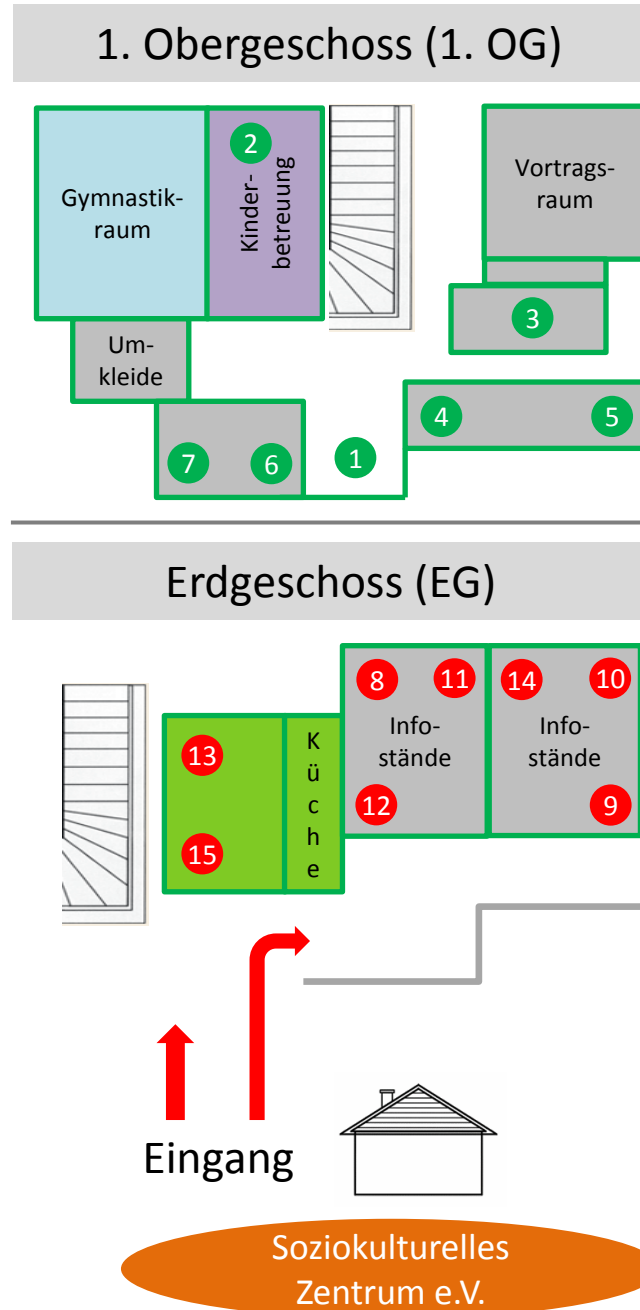 1. Obergeschoss (1. OG)
2
Gymnastik-
raum
Kinder-
betreuung
Vortrags-
raum
3
Um-
kleide
4
5
7
6
1
Erdgeschoss (EG)
8
11
14
10
Info-
stände
Info-
stände
13
Küche
12
9
15
Eingang
Soziokulturelles
Zentrum e.V.